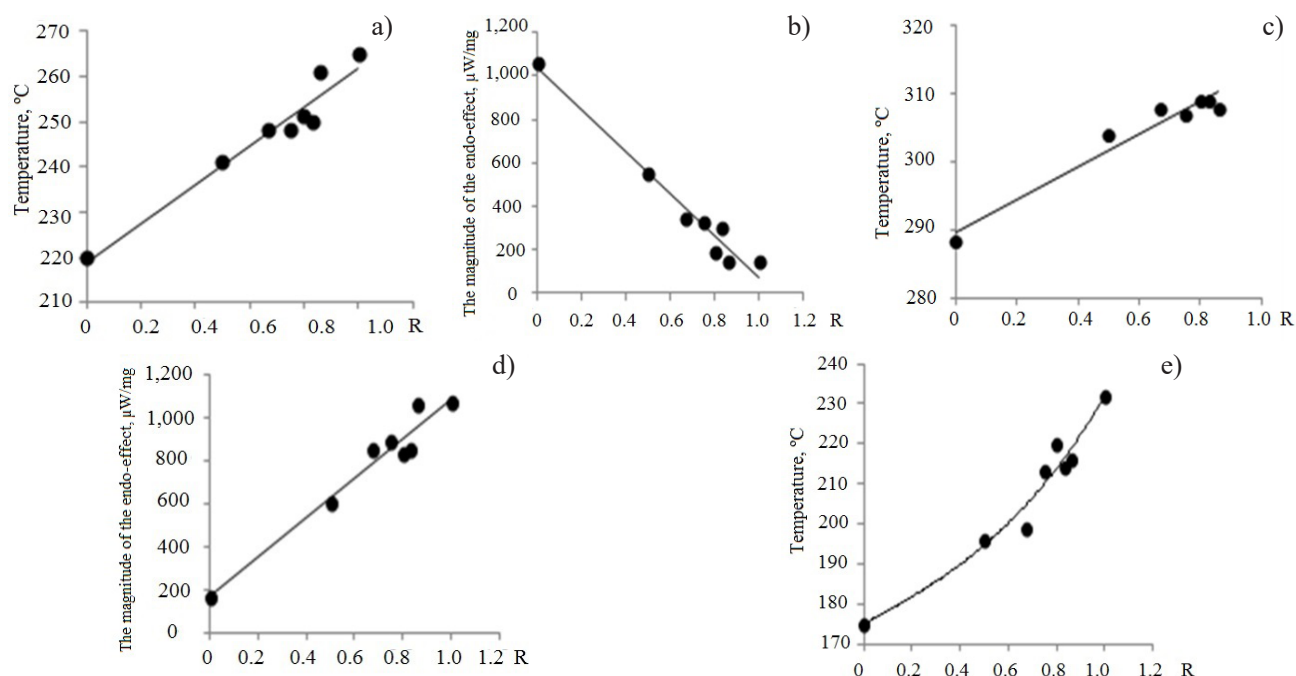 a)
Temperature, °C
270
260
250
240
230
220
210
0 0.2 0.4 0.6 0.8 1.0 R
b)
The magnitude of the endo-effect, µW/mg
1,200
1,000
800
600
400
200
0
0 0.2 0.4 0.6 0.8 1.0 1.2 R
c)
Temperature, °C
320
310
300
290
280
0 0.2 0.4 0.6 0.8 1.0 R
d)
The magnitude of the endo-effect, µW/mg
1,200
1,000
800
600
400
200
0
0 0.2 0.4 0.6 0.8 1.0 1.2 R
e)
Temperature, °C
240
230
220
210
200
190
180
170
0 0.2 0.4 0.6 0.8 1.0 1.2 R